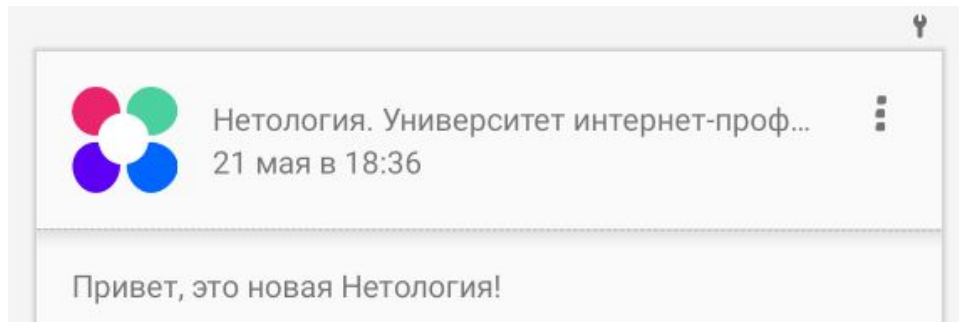 Нетология. Университет интернет-проф...
21 мая в 18:36
Привет, это новая Нетология!